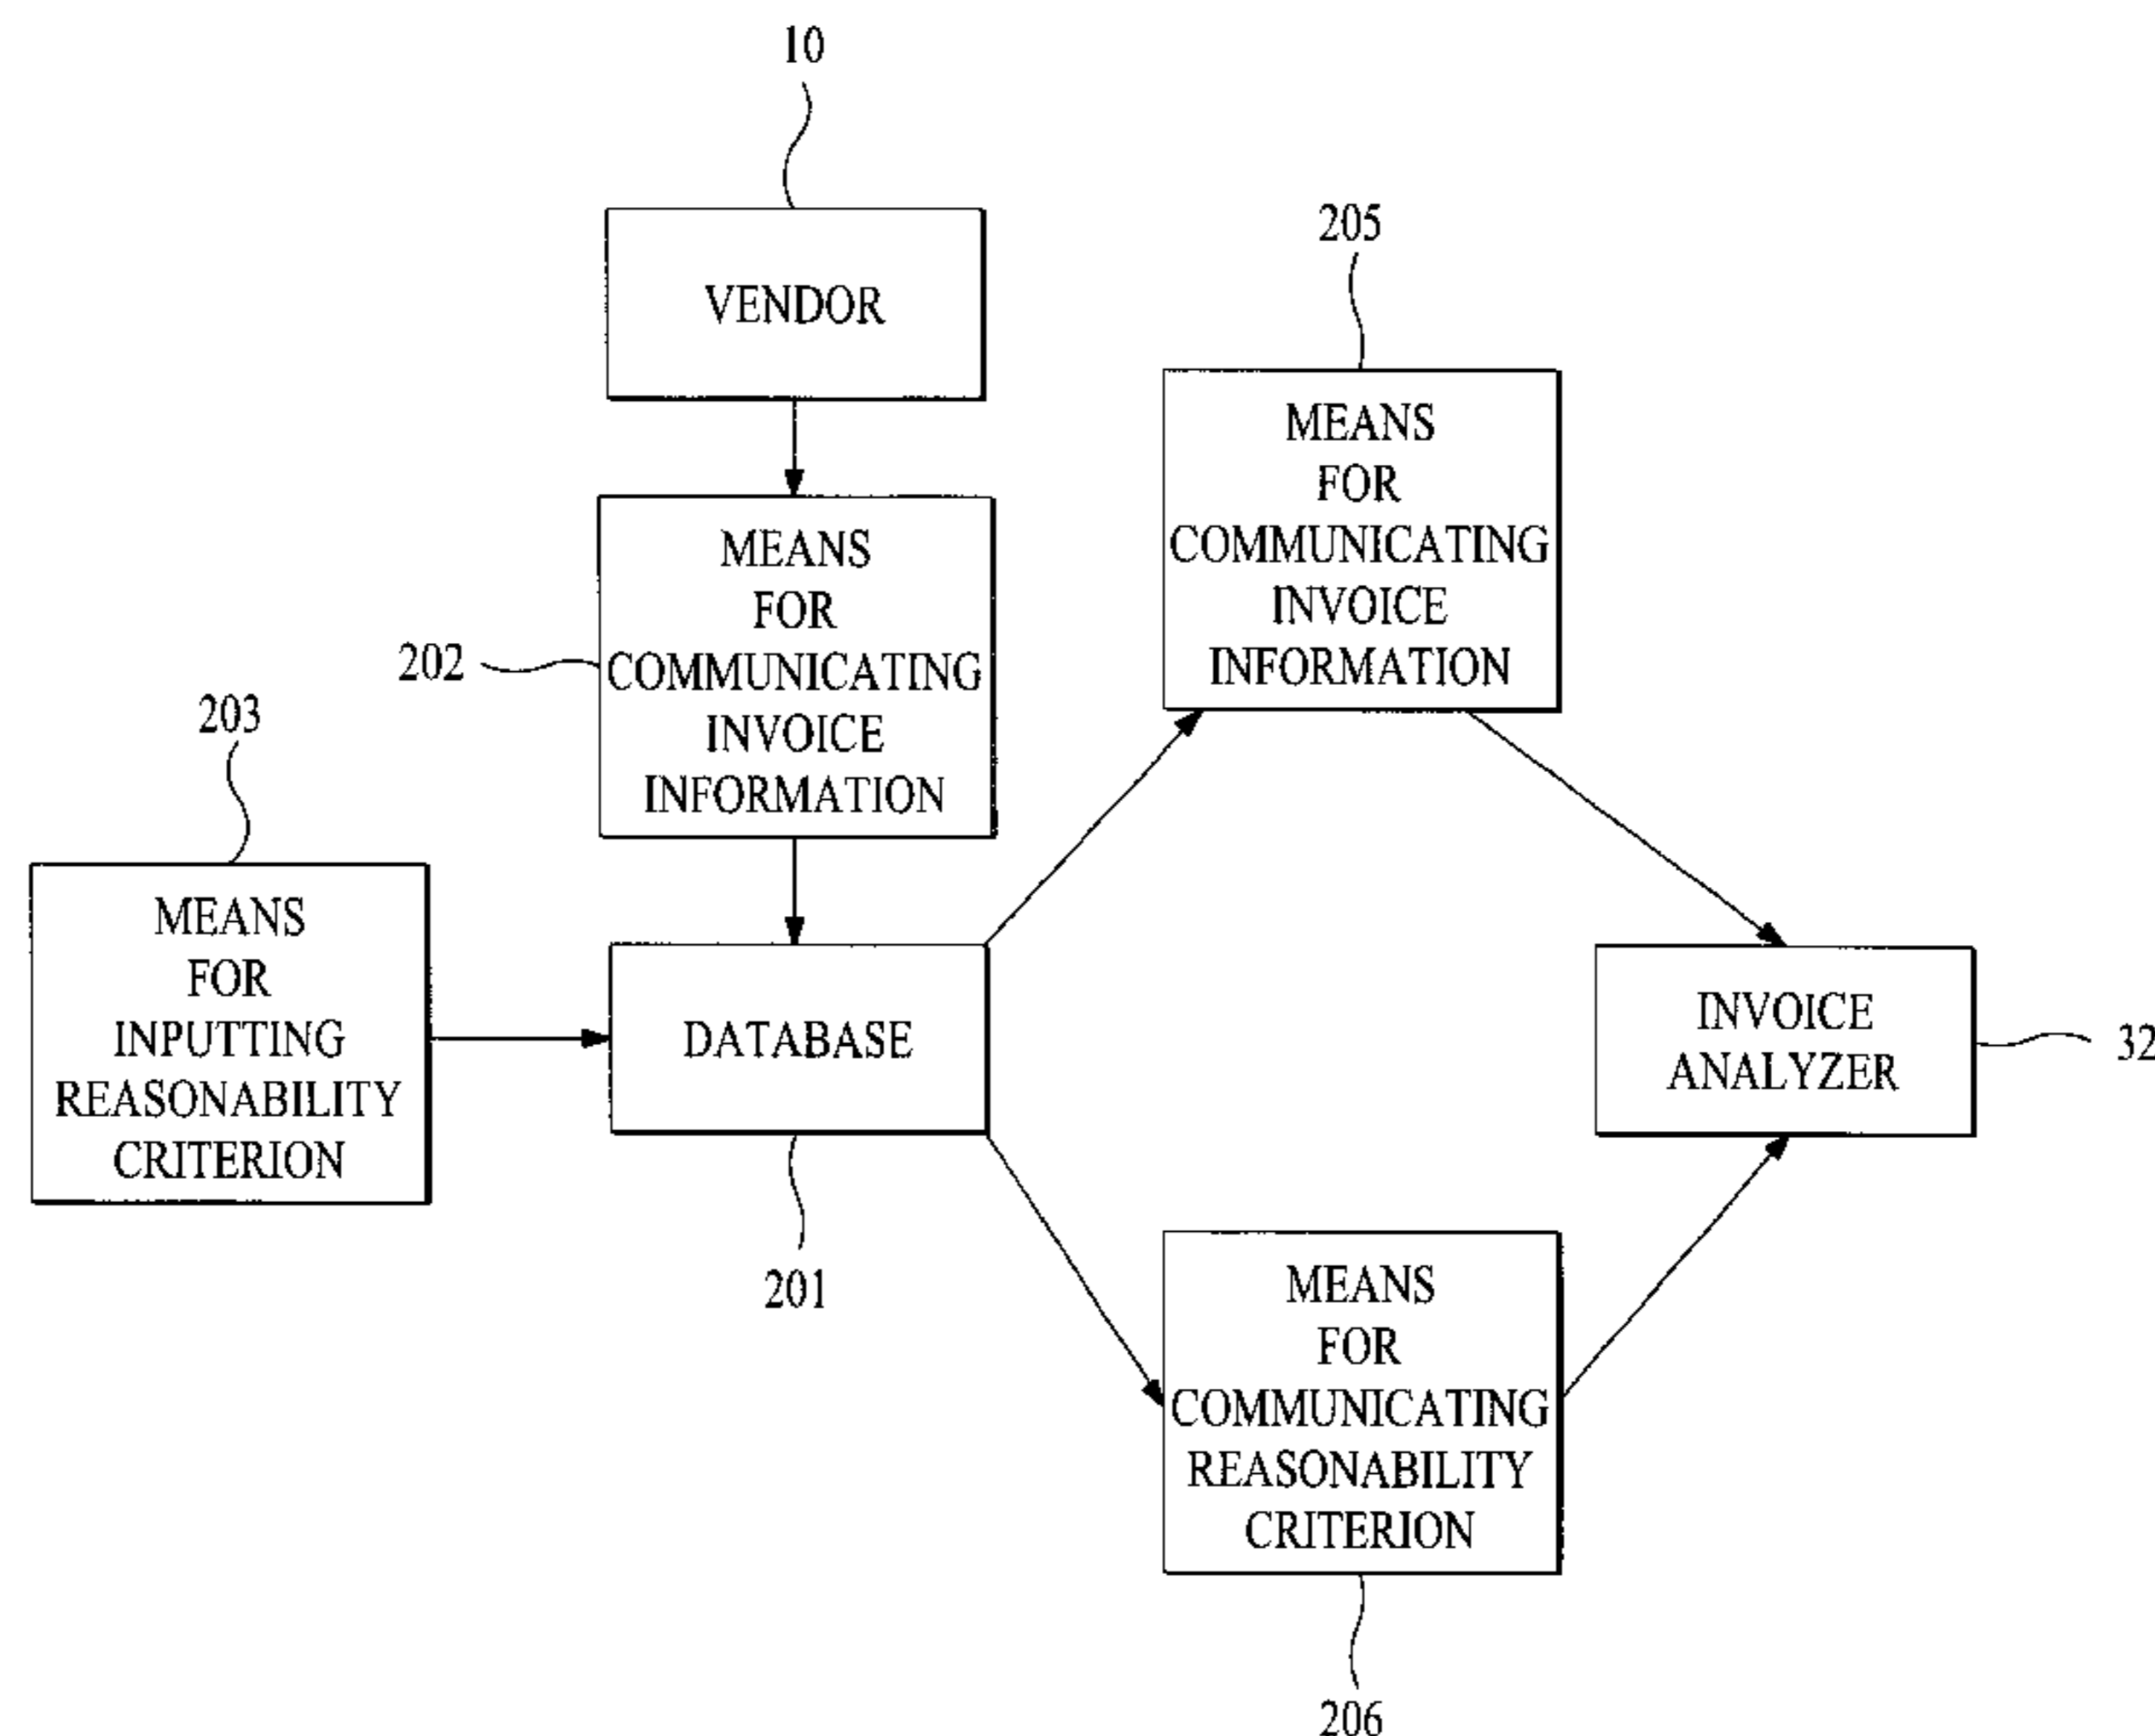 10
VENDOR
205
MEANS
FOR
COMMUNICATING
INVOICE
INFORMATION
202
MEANS
FOR
COMMUNICATING
INVOICE
INFORMATION
203
MEANS
FOR
INPUTTING
REASONABILITY
CRITERION
DATABASE
201
INVOICE
ANALYZER
32
MEANS
FOR
COMMUNICATING
REASONABILITY
CRITERION
206